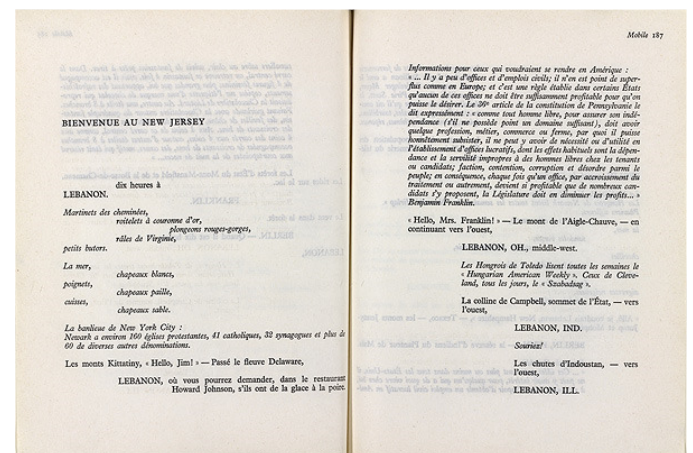 BIENVENUE AU NEW JERSEY
dix heures à
LEBANON.
Martinets des cheminées,
roitelets à couronne d'or,
plongeons rouges-gorges,
râles de Virginie,
petits butors.
La mer,
chapeaux blancs,
poignets,
chapeaux paille,
cuisses,
chapeaux sable.
La banlieue de New York City :
Newark a environ 160 églises protestantes, 41 catholiques, 32 synagogues et plus de
60 de diverses autres dénominations.
Les monts Kittatiny, « Hello, Jim! » — Passé le fleuve Delaware,
LEBANON, où vous pourrez demander, dans le restaurant
Howard Johnson, s'ils ont de la glace à la poire.
Mobile 187
Informations pour ceux qui voudraient se rendre en Amérique :
« ... Il y a peu d'offices et d'emplois civils; il n'en est point de super-
flus comme en Europe; et c'est une règle établie dans certains États
qu'aucun de ces offices ne doit être suffisamment profitable pour qu'on
puisse le désirer. Le 36e article de la constitution de Pennsylvanie le
dit expressément : « comme tout homme libre, pour assurer son indé-
pendance (s'il ne possède point un domaine suffisant), doit avoir
quelque profession, métier, commerce ou ferme, par quoi il puisse
honnêtement subsister, il ne peut y avoir de nécessité ou d'utilité en
l'établissement d'offices lucratifs, dont les effets habituels sont la dépen-
dance et la servilité impropres à des hommes libres chez les tenants
ou candidats; faction, contention, corruption et désordre parmi le
peuple; en conséquence, chaque fois qu'un office, par accroissement du
traitement ou autrement, devient si profitable que de nombreux can-
didats s'y proposent, la Législature doit en diminuer les profits... »
Benjamin Franklin.
« Hello, Mrs. Franklin! » — Le mont de l'Aigle-Chauve, — en
continuant vers l'ouest,
LEBANON, OH., middle-west.
Les Hongrois de Toledo lisent toutes les semaines le
« Hungarian American Weekly ». Ceux de Cleve-
land, tous les jours, le « Szabadsag ».
La colline de Campbell, sommet de l'État, — vers
l'ouest,
LEBANON, IND.
Souriez!
Les chutes d'Indoustan, — vers
l'ouest,
LEBANON, ILL.